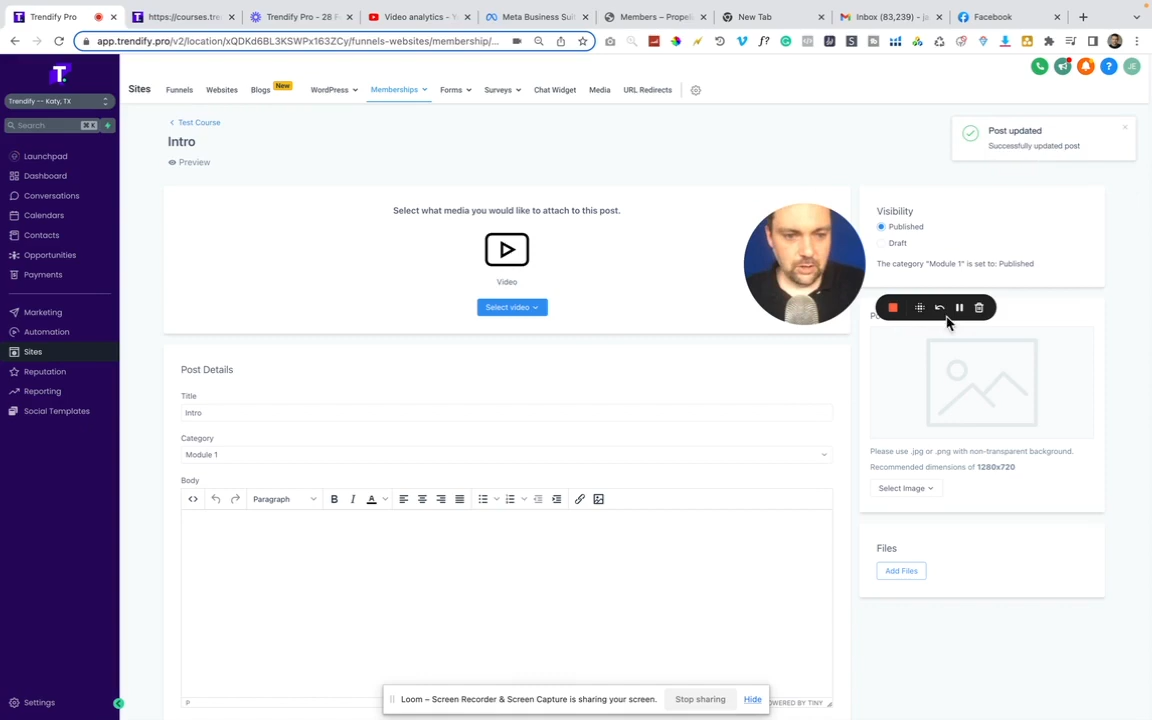 Trendify Pro
https://courses.tre
Trendify Pro - 28 F
Video analytics - Y
Meta Business Suit
Members – Propel
New Tab
Inbox (83,239) - ja
Facebook
app.trendify.pro/v2/location/xQDKd6BL3KSWPx163ZCy/funnels-websites/membership/...
Trendify -- Katy, TX
Search
⌘ K
Launchpad
Dashboard
Conversations
Calendars
Contacts
Opportunities
Payments
Marketing
Automation
Sites
Reputation
Reporting
Social Templates
Settings
Sites
Funnels
Websites
Blogs
New
WordPress
Memberships
Forms
Surveys
Chat Widget
Media
URL Redirects
JE
Test Course
Intro
Preview
Post updated
Successfully updated post
Select what media you would like to attach to this post.
Video
Select video
Visibility
Published
Draft
The category "Module 1" is set to: Published
Please use .jpg or .png with non-transparent background.
Recommended dimensions of 1280x720
Select Image
Files
Add Files
Post Details
Title
Intro
Category
Module 1
Body
Paragraph
B I A
P
OWERED BY TINY
Loom – Screen Recorder & Screen Capture is sharing your screen.
Stop sharing
Hide